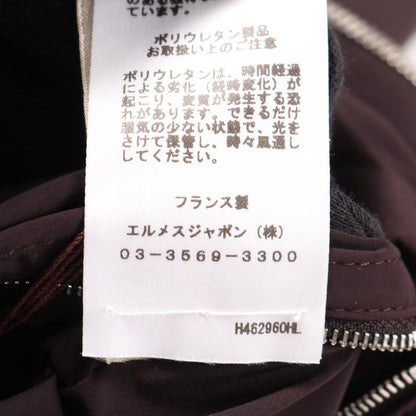 ています。
ポリウレタン製品
お取扱い上のご注意
ポリウレタンは、時間経過
による劣化（経時変化）が
起こり、変質が発生する恐
れがあります。できるだけ
湿気の少ない状態で、光を
さけて保管し、時々風通し
してください。
フランス製
エルメスジャポン（株）
03-3569-3300
H462960HL